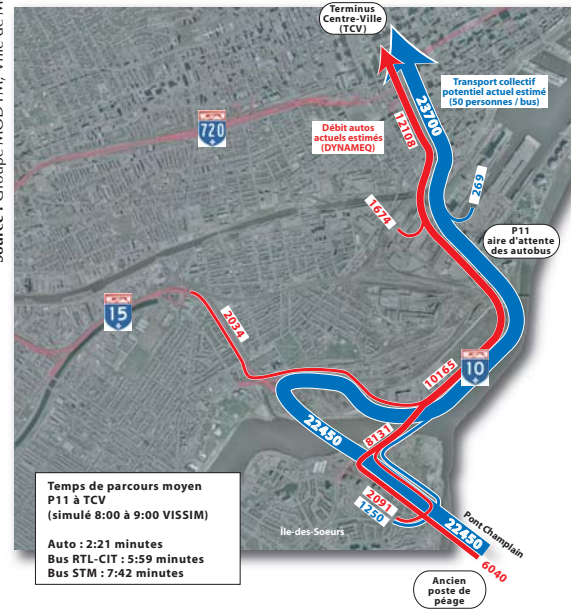 Terminus
Centre-Ville
(TCV)
Transport collectif
potentiel actuel estimé
(50 personnes / bus)
23700
12108
Débit autos
actuels estimés
(DYNAMEQ)
720
269
1674
P11
aire d'attente
des autobus
15
2034
10165
10
22450
8131
2091
1250
Île-des-Soeurs
Pont Champlain
22450
6040
Ancien
poste de
péage
Temps de parcours moyen
P11 à TCV
(simulé 8:00 à 9:00 VISSIM)
Auto : 2:21 minutes
Bus RTL-CIT : 5:59 minutes
Bus STM : 7:42 minutes